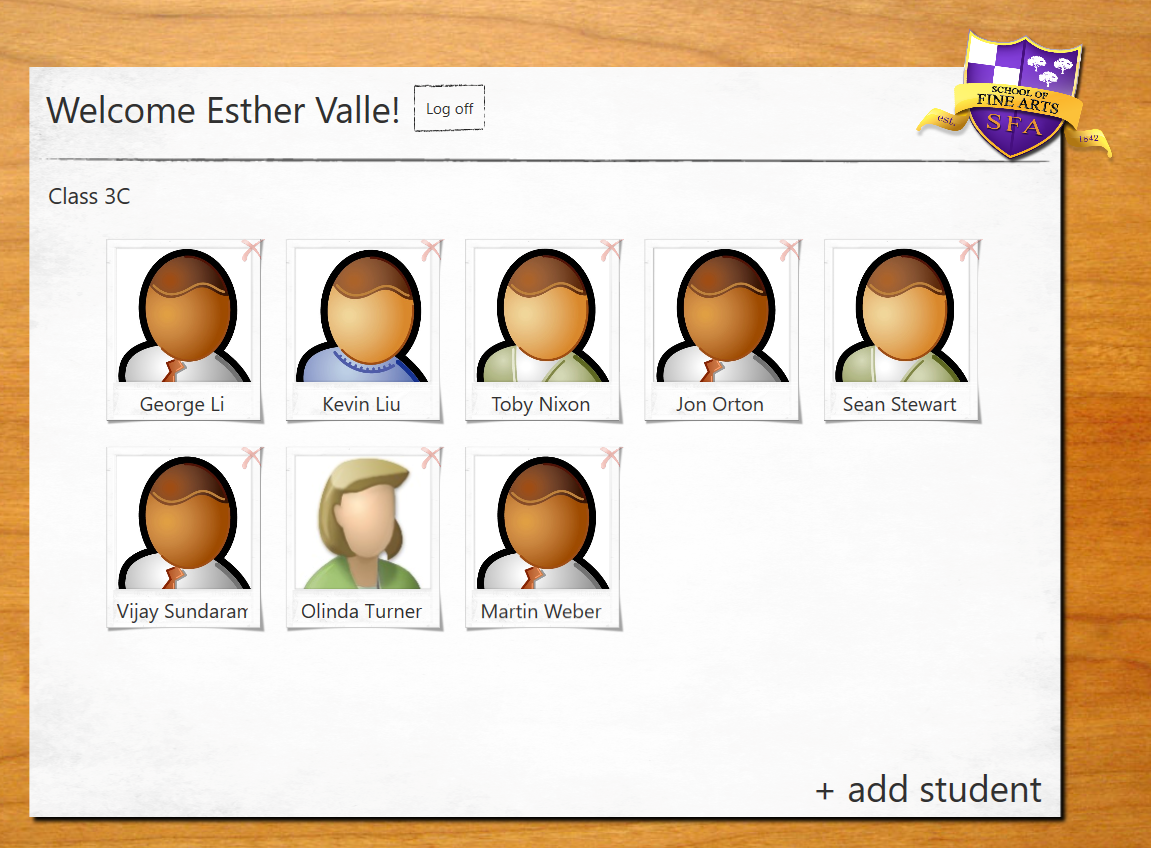 Welcome Esther Valle!
Log off
SCHOOL OF
FINE ARTS
est.
SFA
1842
Class 3C
George Li
Kevin Liu
Toby Nixon
Jon Orton
Sean Stewart
Vijay Sundaram
Olinda Turner
Martin Weber
+ add student